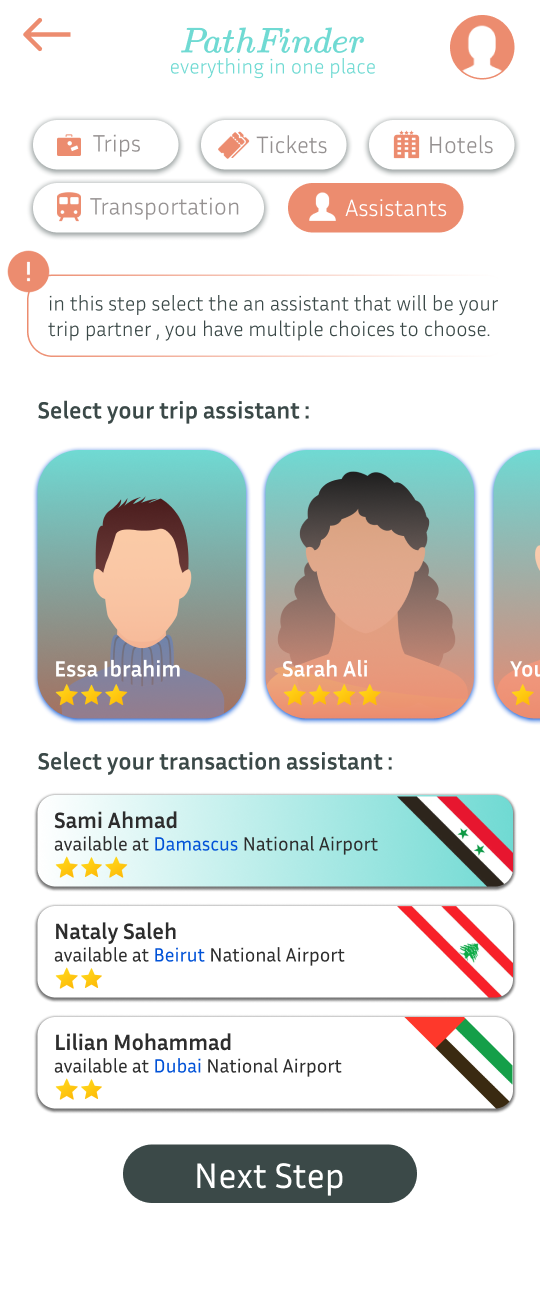 PathFinder
everything in one place
Trips
Tickets
Hotels
Transportation
Assistants
!
in this step select the an assistant that will be your
trip partner , you have multiple choices to choose.
Select your trip assistant :
Essa Ibrahim
Sarah Ali
You
Select your transaction assistant :
Sami Ahmad
available at Damascus National Airport
Nataly Saleh
available at Beirut National Airport
Lilian Mohammad
available at Dubai National Airport
Next Step